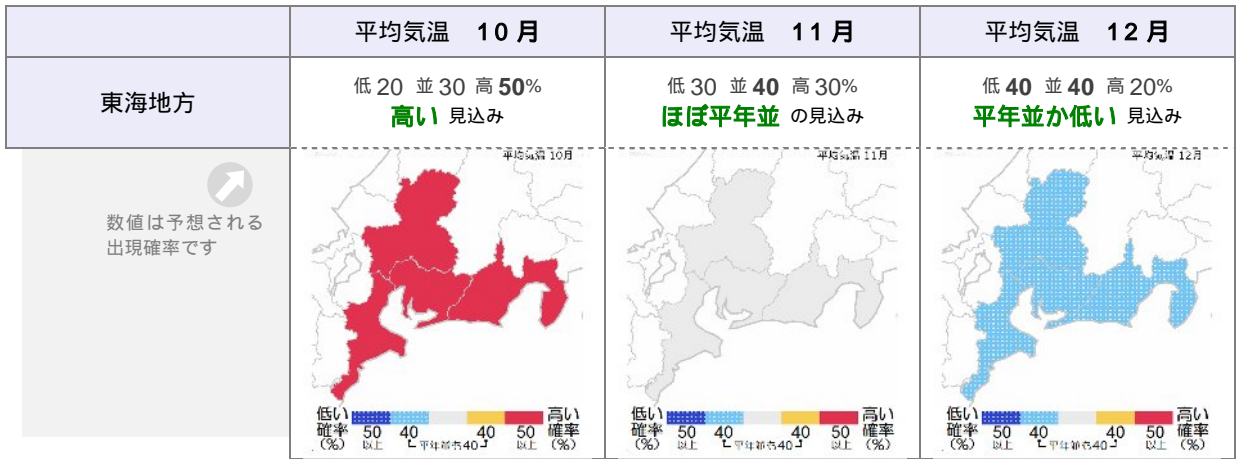 平均気温 10月 平均気温 11月 平均気温 12月
東海地方
低20 並30 高50%
高い 見込み
低30 並40 高30%
ほぼ平年並 の見込み
低40 並40 高20%
平年並か低い 見込み
数値は予想される
出現確率です
平均気温 10月
低い 高い
確率 50 40 40 50 確率
(%) 以上 平年並も40 以上 (%)
平均気温 11月
低い 高い
確率 50 40 40 50 確率
(%) 以上 平年並も40 以上 (%)
平均気温 12月
低い 高い
確率 50 40 40 50 確率
(%) 以上 平年並も40 以上 (%)